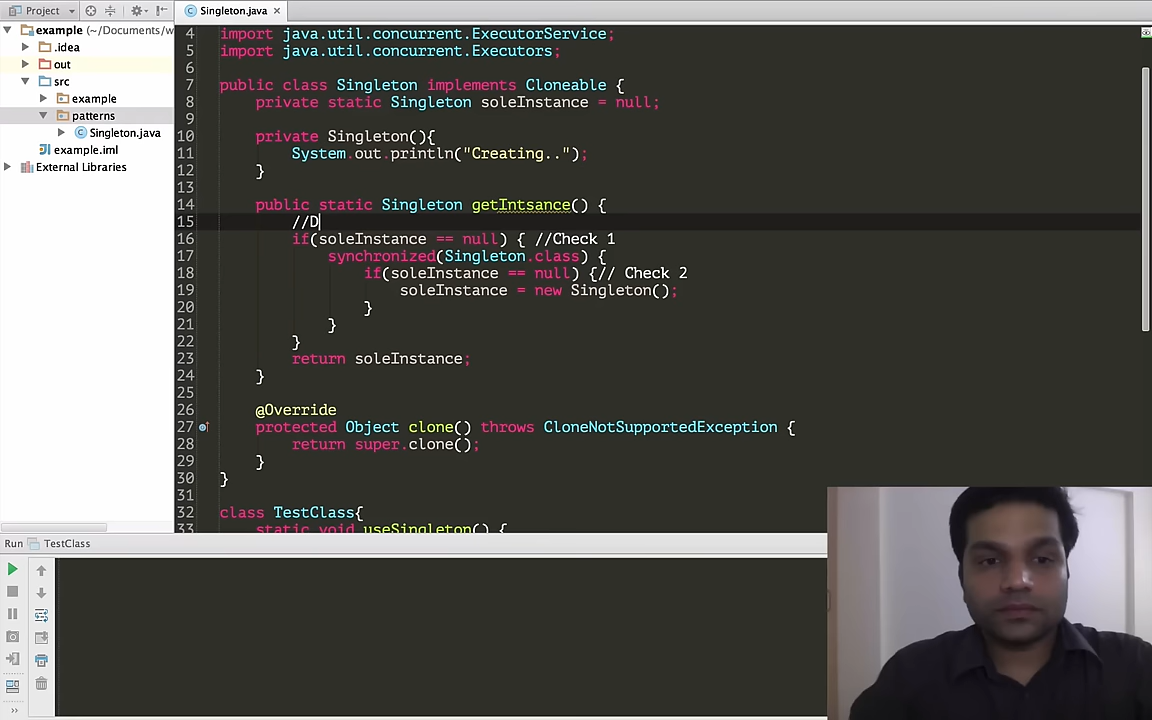 Project
Singleton.java
example (~/Documents/w
.idea
out
src
example
patterns
Singleton.java
example.iml
External Libraries
4 import java.util.concurrent.ExecutorService;
5 import java.util.concurrent.Executors;
6
7 public class Singleton implements Cloneable {
8 private static Singleton soleInstance = null;
9
10 private Singleton(){
11 System.out.println("Creating..");
12 }
13
14 public static Singleton getIntsance() {
15 //D
16 if(soleInstance == null) { //Check 1
17 synchronized(Singleton.class) {
18 if(soleInstance == null) {// Check 2
19 soleInstance = new Singleton();
20 }
21 }
22 }
23 return soleInstance;
24 }
25
26 @Override
27 protected Object clone() throws CloneNotSupportedException {
28 return super.clone();
29 }
30 }
31
32 class TestClass{
33 static void useSingleton() {
Run TestClass